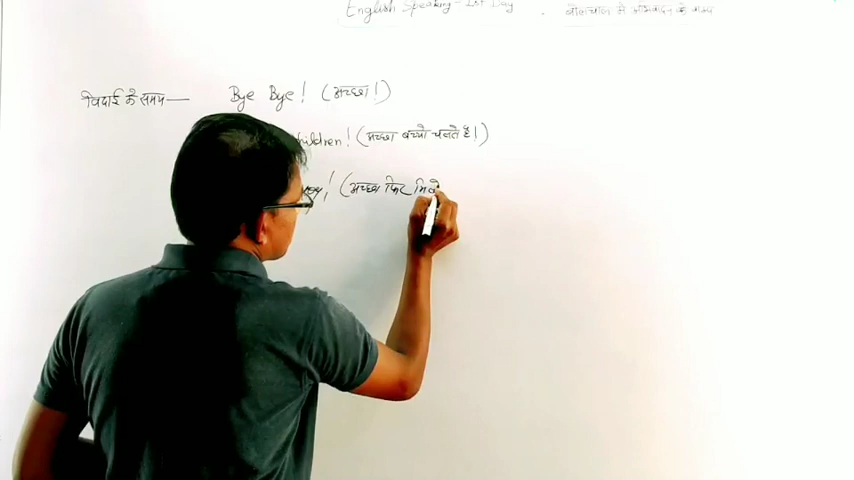 English Speaking - 1st Day . बोलचाल में अभिवादन के वाक्य
विदाई के समय — Bye Bye! (अच्छा!)
children! (अच्छा बच्चो चलते हैं!)
! (अच्छा फिर मिले